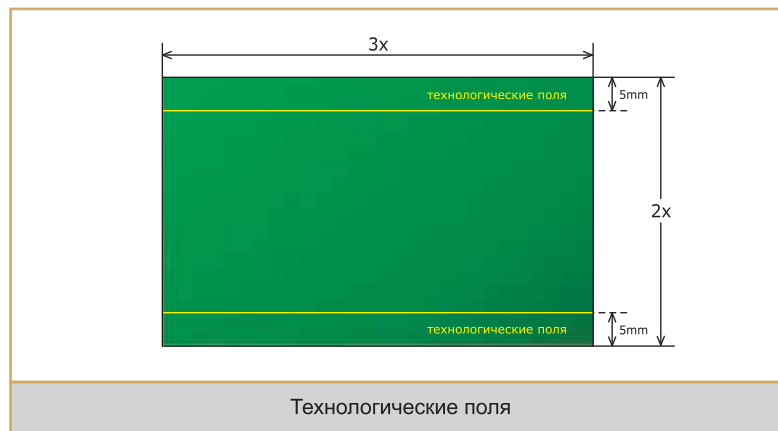 3x
технологические поля
5mm
2x
технологические поля
5mm
Технологические поля